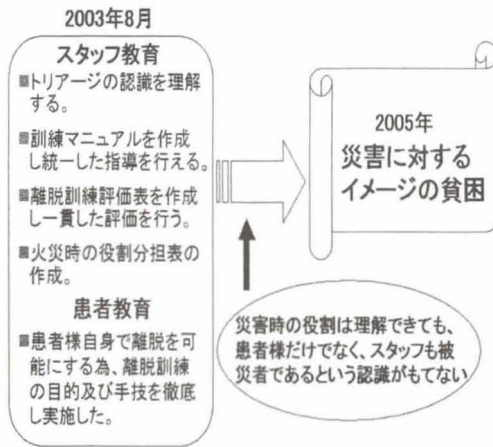 2003年8月
スタッフ教育
■トリアージの認識を理解
する。
■訓練マニュアルを作成
し統一した指導を行える。
■離脱訓練評価表を作成
し一貫した評価を行う。
■火災時の役割分担表の
作成。
患者教育
■患者様自身で離脱を可
能にする為、離脱訓練
の目的及び手技を徹底
し実施した。
2005年
災害に対する
イメージの貧困
災害時の役割は理解できても、
患者様だけでなく、スタッフも被
災者であるという認識がもてない